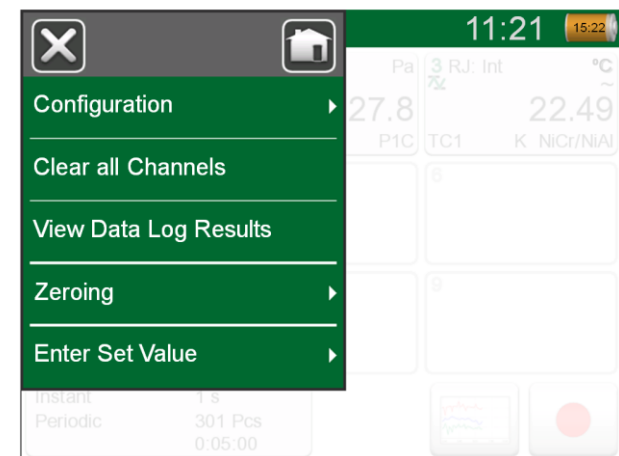 11:21 15:22
Pa 3 RJ: Int °C
Configuration
27.8 22.49
P1C TC1 K NiCr/NiAl
Clear all Channels
6
View Data Log Results
Zeroing
9
Enter Set Value
Instant 1 s
Periodic 301 Pcs
0:05:00